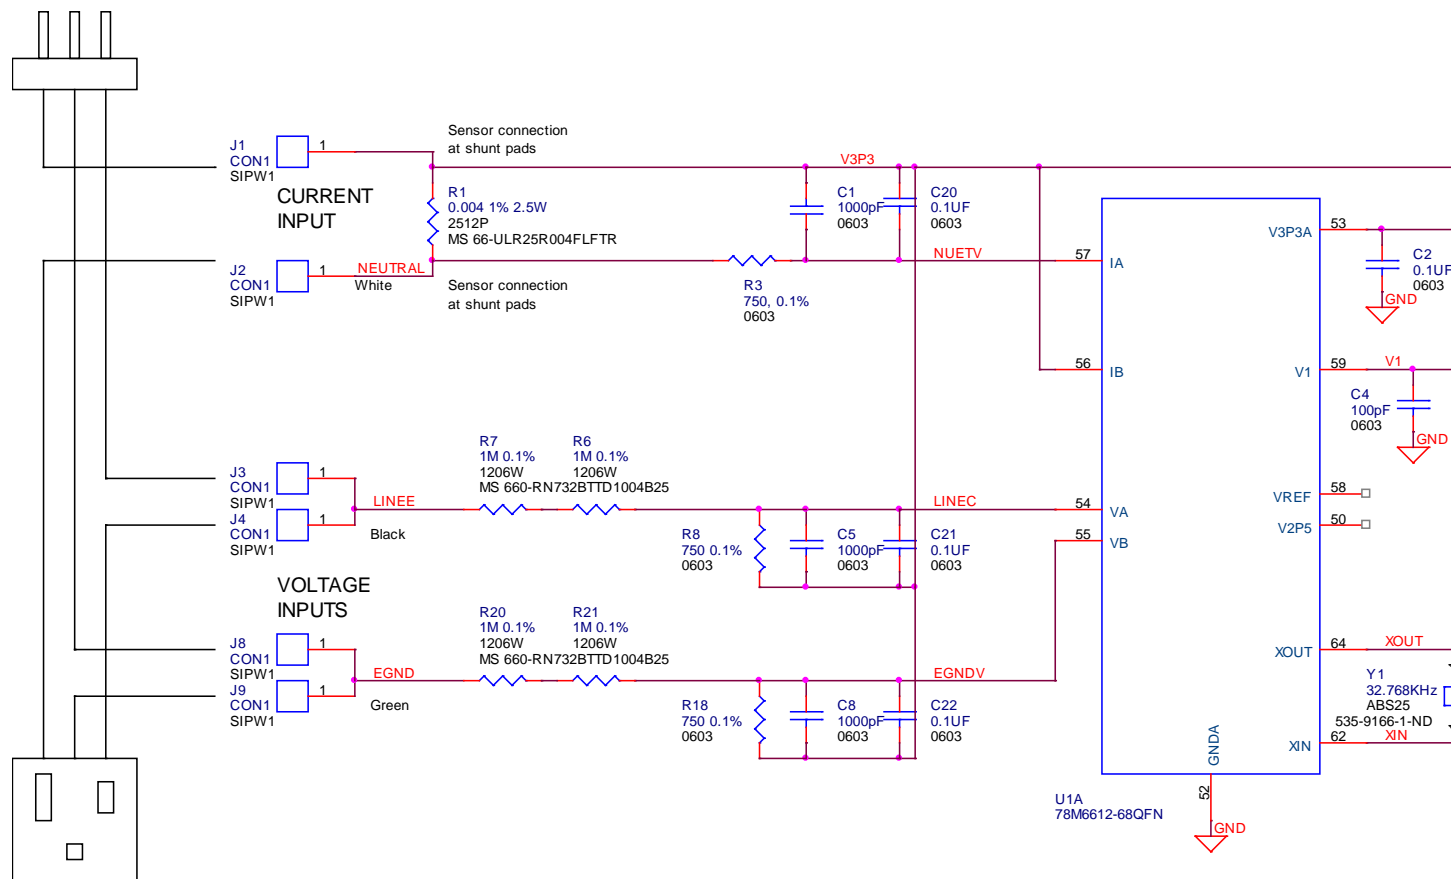 J1
CON1
SIPW1
1
CURRENT
INPUT
Sensor connection
at shunt pads
R1
0.004 1% 2.5W
2512P
MS 66-ULR25R004FLFTR
J2
CON1
SIPW1
1
NEUTRAL
White
Sensor connection
at shunt pads
V3P3
C1
1000pF
0603
C20
0.1UF
0603
R3
750, 0.1%
0603
NUETV
57
IA
56
IB
V3P3A
53
C2
0.1UF
0603
GND
V1
59
V1
C4
100pF
0603
GND
J3
CON1
SIPW1
1
J4
CON1
SIPW1
1
LINEE
Black
R7
1M 0.1%
1206W
R6
1M 0.1%
1206W
MS 660-RN732BTTD1004B25
R8
750 0.1%
0603
C5
1000pF
0603
C21
0.1UF
0603
LINEC
54
VA
55
VB
VREF
58
V2P5
50
VOLTAGE
INPUTS
J8
CON1
SIPW1
1
J9
CON1
SIPW1
1
EGND
Green
R20
1M 0.1%
1206W
R21
1M 0.1%
1206W
MS 660-RN732BTTD1004B25
R18
750 0.1%
0603
C8
1000pF
0603
C22
0.1UF
0603
EGNDV
XOUT
64
XOUT
Y1
32.768KHz
ABS25
535-9166-1-ND
XIN
62
XIN
GNDA
52
GND
U1A
78M6612-68QFN